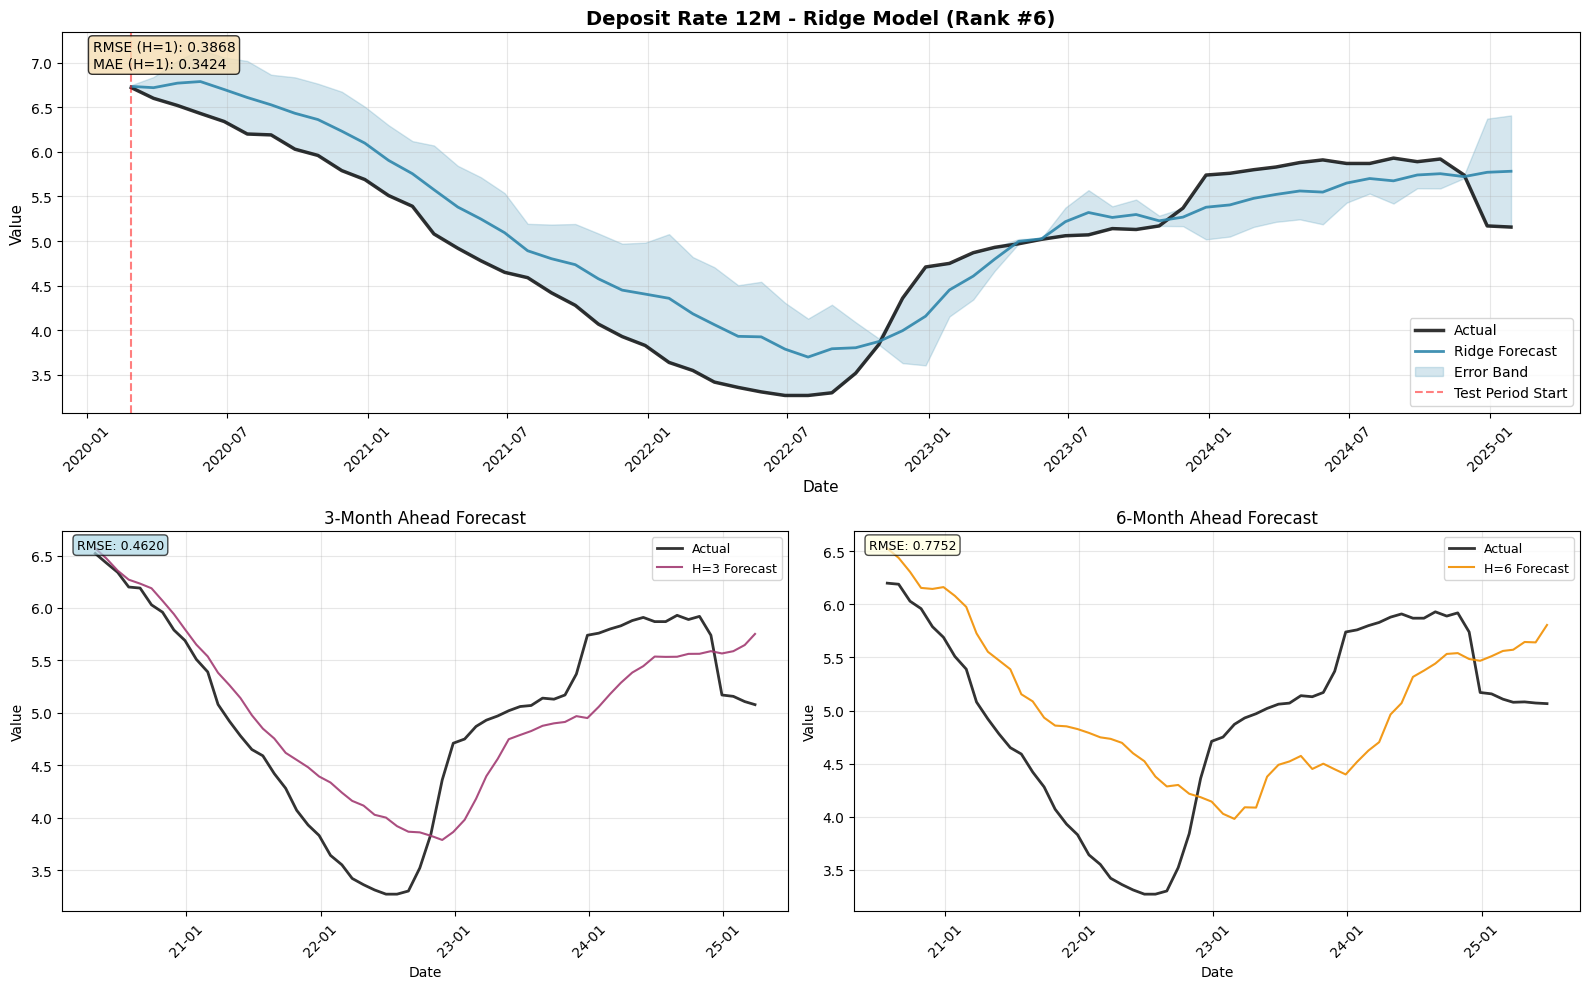 Deposit Rate 12M - Ridge Model (Rank #6)
RMSE (H=1): 0.3868
MAE (H=1): 0.3424
7.0
6.5
6.0
5.5
5.0
4.5
4.0
3.5
Value
Actual
Ridge Forecast
Error Band
Test Period Start
2020-01
2020-07
2021-01
2021-07
2022-01
2022-07
2023-01
2023-07
2024-01
2024-07
2025-01
Date
3-Month Ahead Forecast
RMSE: 0.4620
Actual
H=3 Forecast
6.5
6.0
5.5
5.0
4.5
4.0
3.5
Value
21-01
22-01
23-01
24-01
25-01
Date
6-Month Ahead Forecast
RMSE: 0.7752
Actual
H=6 Forecast
6.5
6.0
5.5
5.0
4.5
4.0
3.5
Value
21-01
22-01
23-01
24-01
25-01
Date